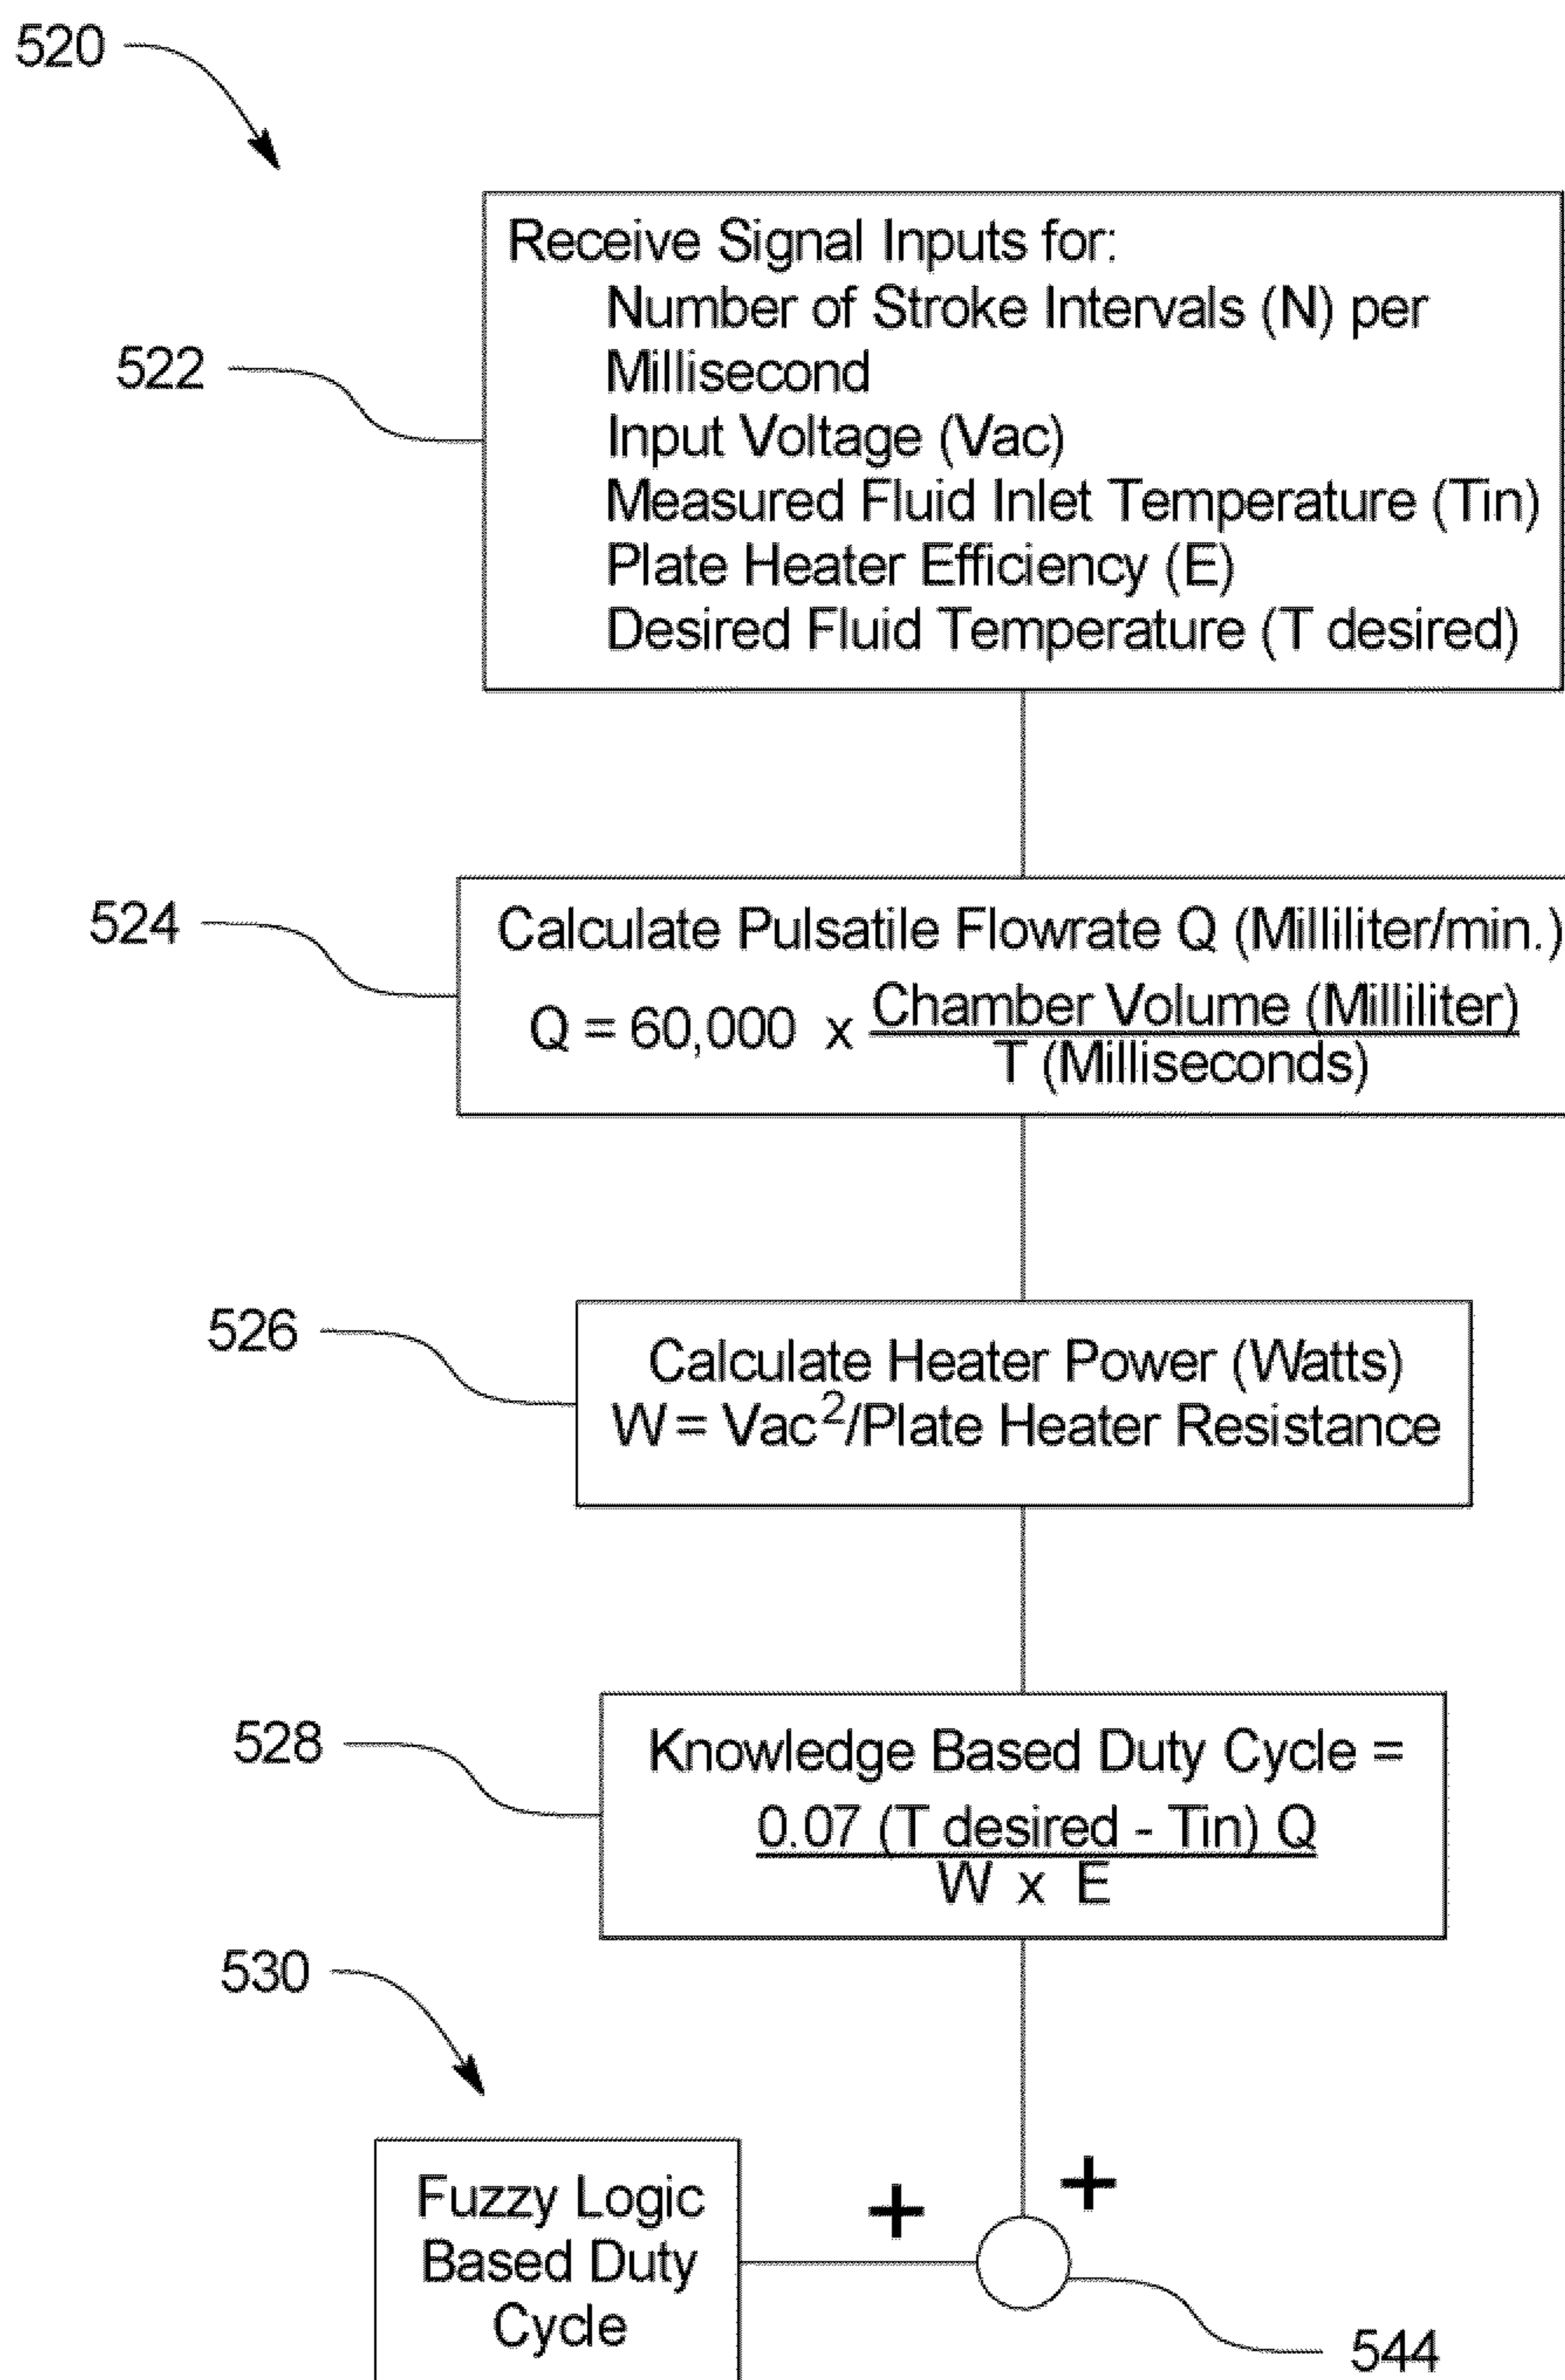 520
Receive Signal Inputs for:
Number of Stroke Intervals (N) per
Millisecond
522
Input Voltage (Vac)
Measured Fluid Inlet Temperature (Tin)
Plate Heater Efficiency (E)
Desired Fluid Temperature (T desired)
524
Calculate Pulsatile Flowrate Q (Milliliter/min.)
Q = 60,000 x Chamber Volume (Milliliter)
T (Milliseconds)
526
Calculate Heater Power (Watts)
W = Vac²/Plate Heater Resistance
528
Knowledge Based Duty Cycle =
0.07 (T desired - Tin) Q
W x E
530
+
+
Fuzzy Logic
Based Duty
Cycle
544